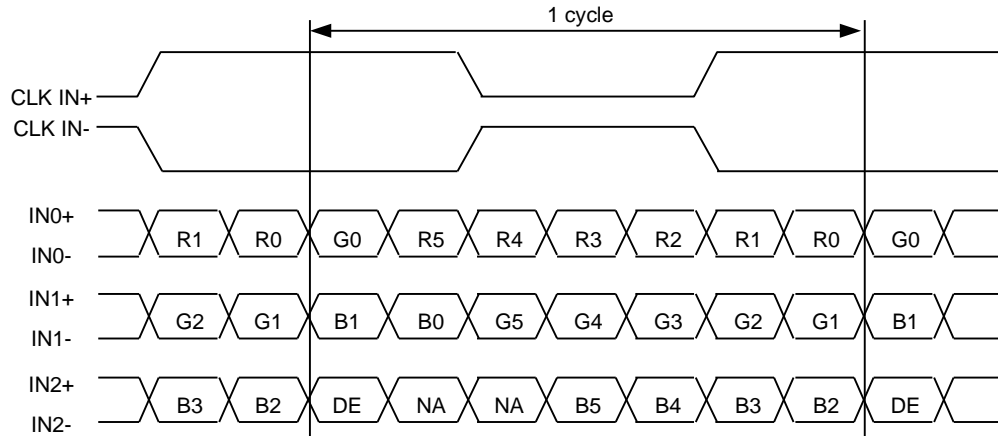 1 cycle
CLK IN+
CLK IN-
IN0+
R1 R0 G0 R5 R4 R3 R2 R1 R0 G0
IN0-
IN1+
G2 G1 B1 B0 G5 G4 G3 G2 G1 B1
IN1-
IN2+
B3 B2 DE NA NA B5 B4 B3 B2 DE
IN2-